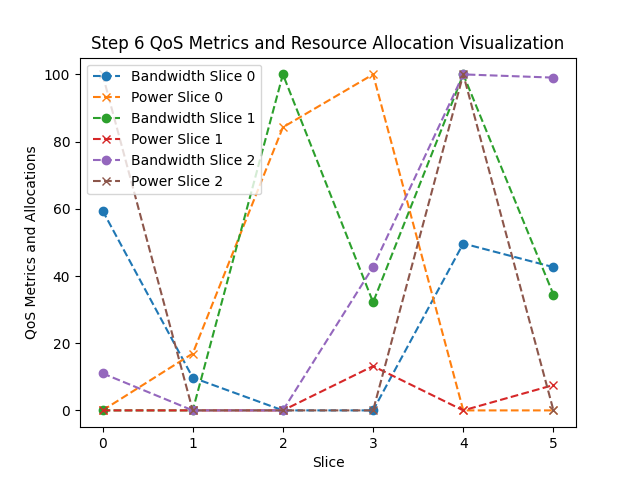 Step 6 QoS Metrics and Resource Allocation Visualization
100
80
60
40
20
0
QoS Metrics and Allocations
Bandwidth Slice 0
Power Slice 0
Bandwidth Slice 1
Power Slice 1
Bandwidth Slice 2
Power Slice 2
0 1 2 3 4 5
Slice